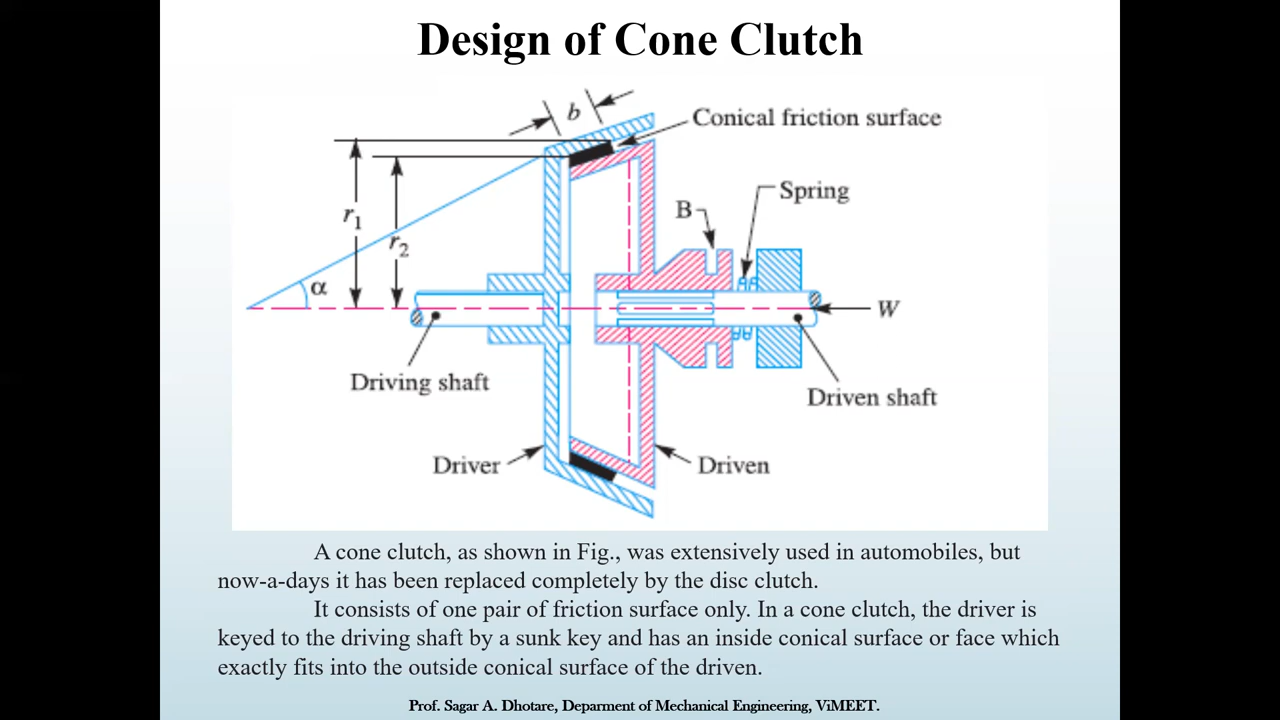 Design of Cone Clutch
b
Conical friction surface
Spring
B
r1
r2
α
W
Driving shaft
Driven shaft
Driver
Driven
A cone clutch, as shown in Fig., was extensively used in automobiles, but
now-a-days it has been replaced completely by the disc clutch.
It consists of one pair of friction surface only. In a cone clutch, the driver is
keyed to the driving shaft by a sunk key and has an inside conical surface or face which
exactly fits into the outside conical surface of the driven.
Prof. Sagar A. Dhotare, Deparment of Mechanical Engineering, ViMEET.